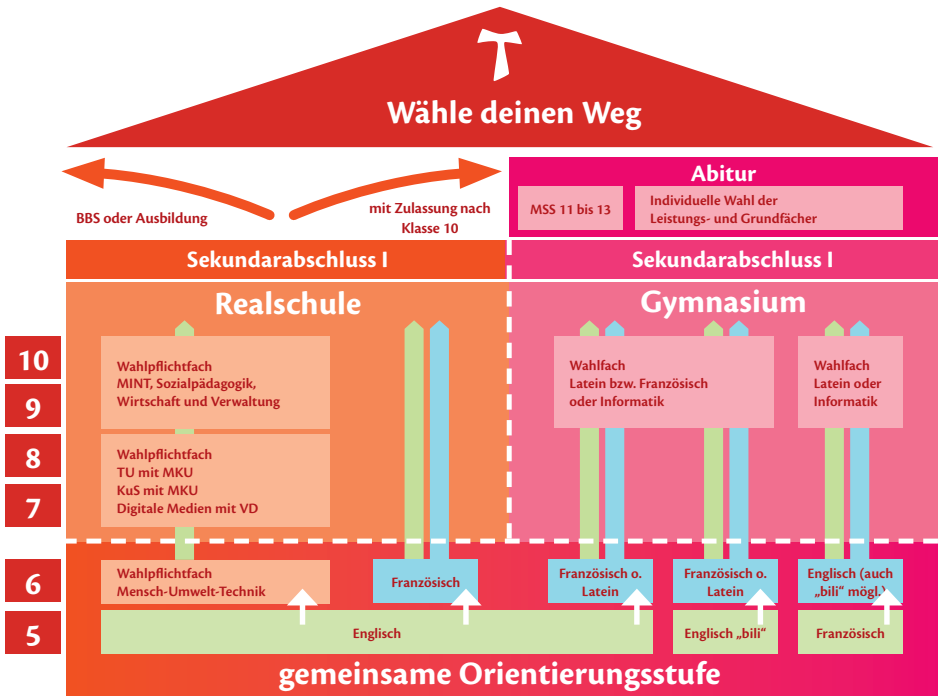 Wähle deinen Weg
BBS oder Ausbildung
mit Zulassung nach
Klasse 10
Abitur
MSS 11 bis 13
Individuelle Wahl der
Leistungs- und Grundfächer
Sekundarabschluss I
Sekundarabschluss I
Realschule
Gymnasium
10
9
8
7
6
5
Wahlpflichtfach
MINT, Sozialpädagogik,
Wirtschaft und Verwaltung
Wahlfach
Latein bzw. Französisch
oder Informatik
Wahlfach
Latein oder
Informatik
Wahlpflichtfach
TU mit MKU
KuS mit MKU
Digitale Medien mit VD
Wahlpflichtfach
Mensch-Umwelt-Technik
Französisch
Französisch o.
Latein
Französisch o.
Latein
Englisch (auch
„bili“ mögl.)
Englisch
Englisch „bili“
Französisch
gemeinsame Orientierungsstufe